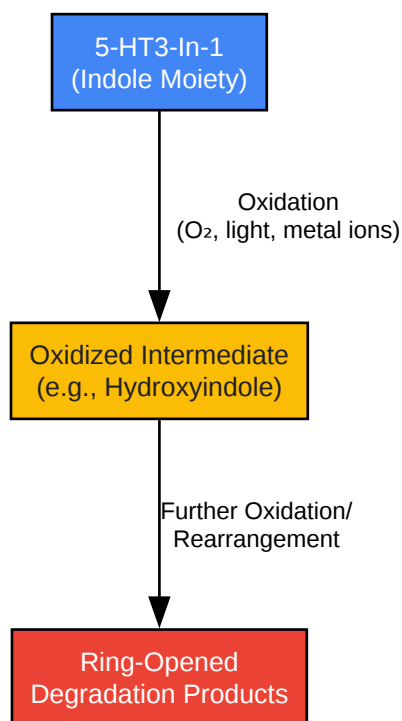 5-HT3-In-1
(Indole Moiety)
Oxidation
(O₂, light, metal ions)
Oxidized Intermediate
(e.g., Hydroxyindole)
Further Oxidation/
Rearrangement
Ring-Opened
Degradation Products